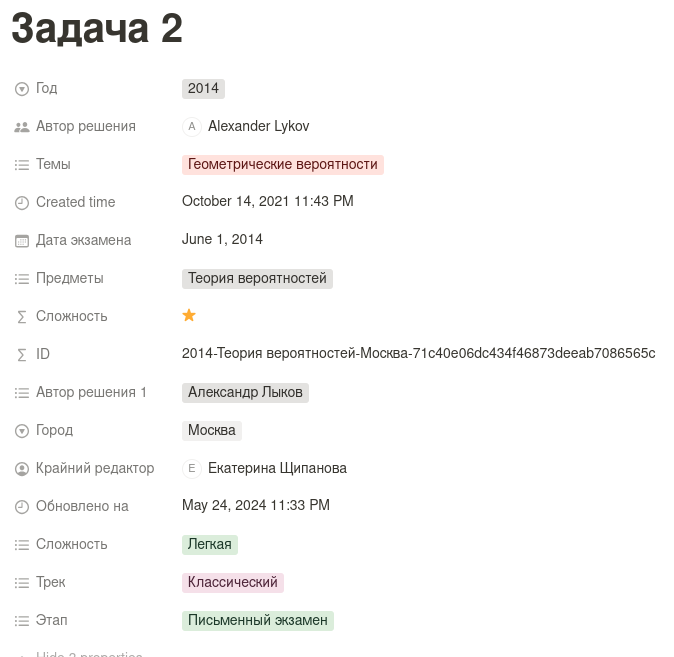 Задача 2
Год 2014
Автор решения A Alexander Lykov
Темы Геометрические вероятности
Created time October 14, 2021 11:43 PM
Дата экзамена June 1, 2014
Предметы Теория вероятностей
Сложность
ID 2014-Теория вероятностей-Москва-71c40e06dc434f46873deeab7086565c
Автор решения 1 Александр Лыков
Город Москва
Крайний редактор E Екатерина Щипанова
Обновлено на May 24, 2024 11:33 PM
Сложность Легкая
Трек Классический
Этап Письменный экзамен
Hide 3 properties